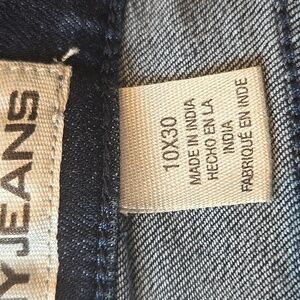 Y JEANS
10X30
MADE IN INDIA
HECHO EN LA
INDIA
FABRIQUÉ EN INDE